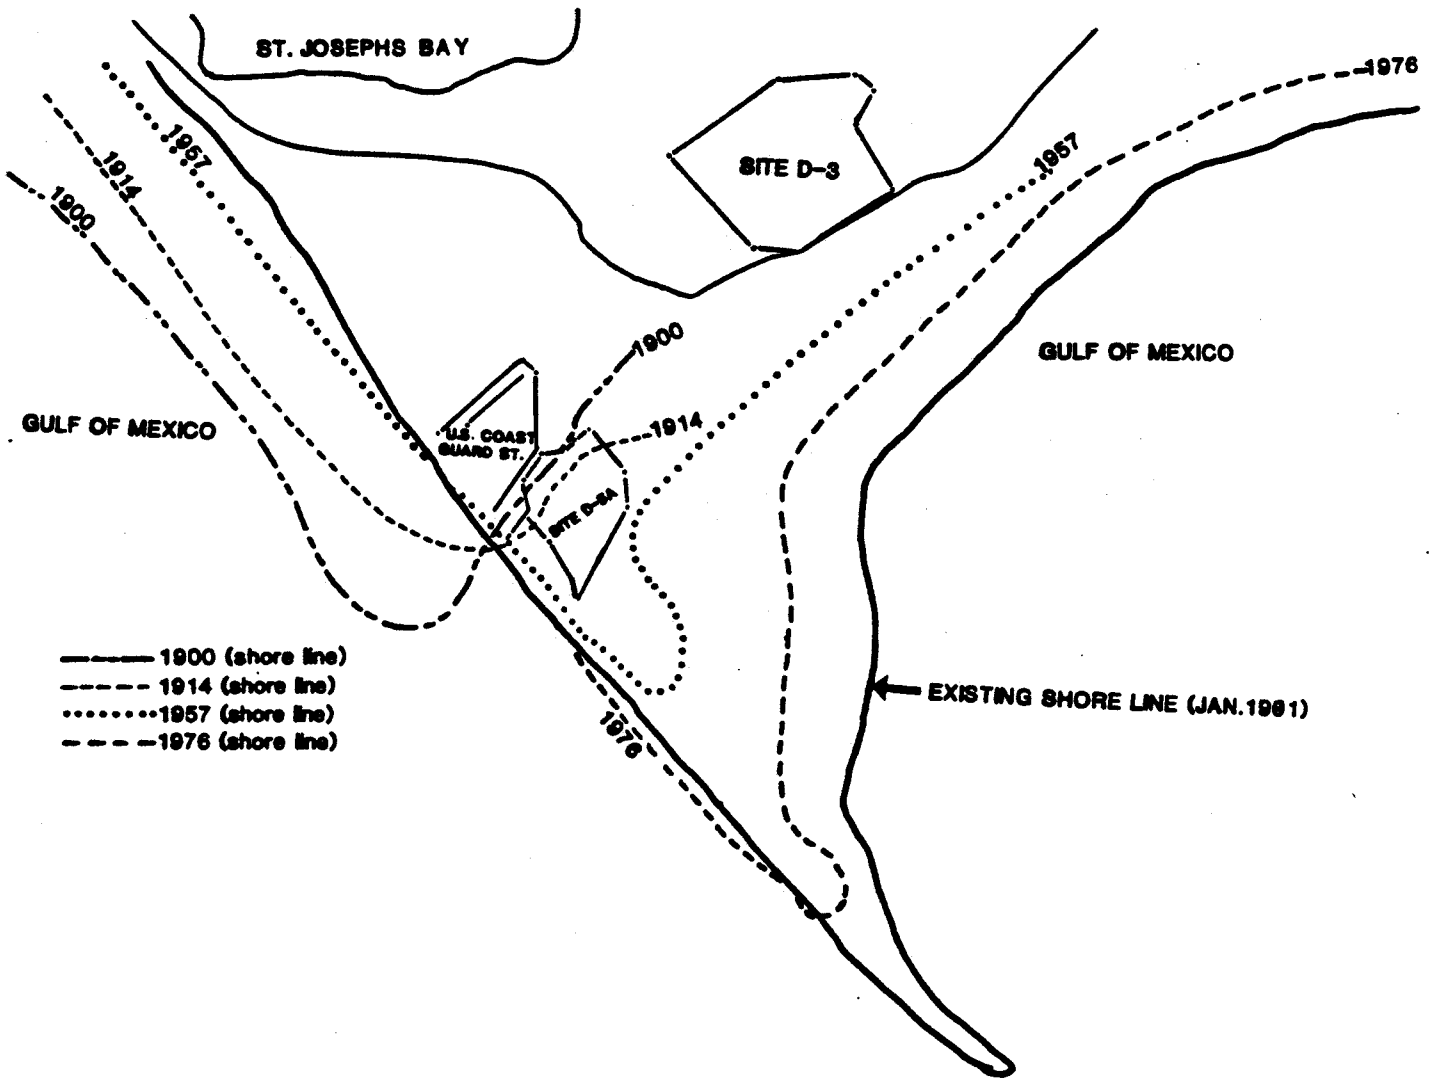 ST. JOSEPHS BAY
1976
1957
1957
SITE D-3
1914
1900
1900
GULF OF MEXICO
1914
GULF OF MEXICO
U.S. COAST
GUARD ST.
SITE D-5A
1900 (shore line)
1914 (shore line)
1957 (shore line)
1976 (shore line)
EXISTING SHORE LINE (JAN.1981)
1976